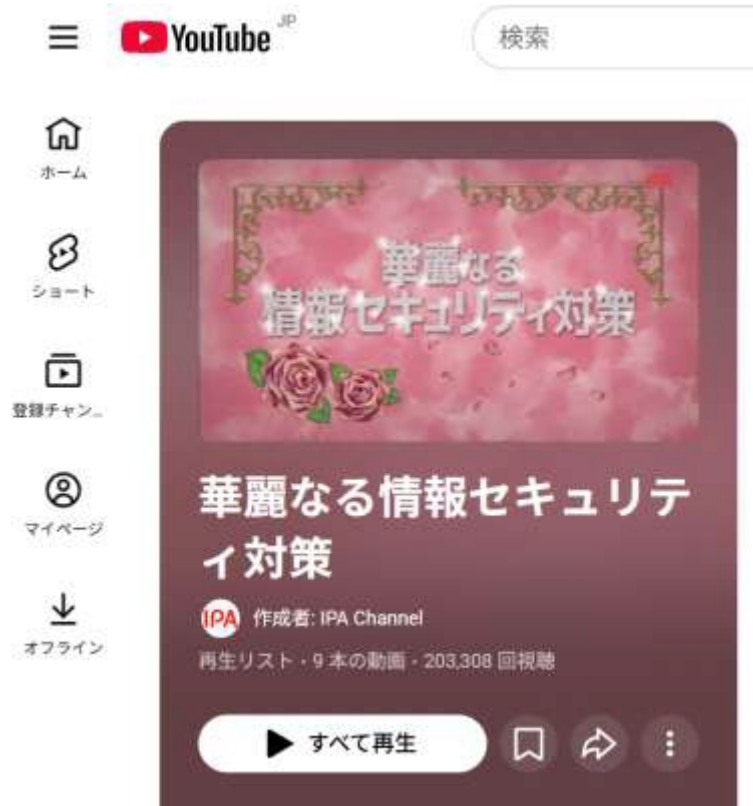 YouTube JP
検索
ホーム
ショート
登録チャン...
マイページ
オフライン
華麗なる
情報セキュリティ対策
華麗なる情報セキュリテ
ィ対策
IPA 作成者: IPA Channel
再生リスト・9 本の動画・203,308 回視聴
すべて再生